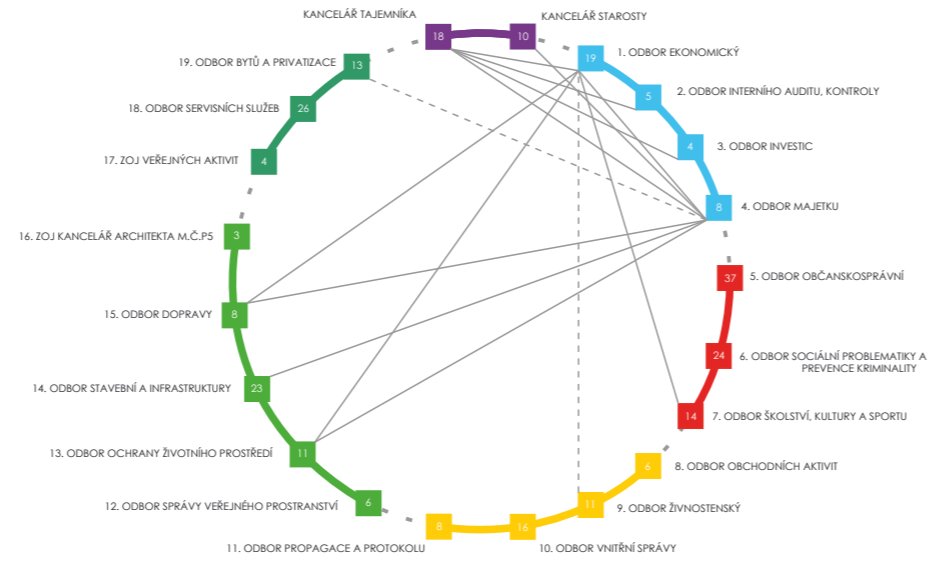 KANCELÁŘ TAJEMNÍKA
18
10
KANCELÁŘ STAROSTY
19
1. ODBOR EKONOMICKÝ
5
2. ODBOR INTERNÍHO AUDITU, KONTROLY
4
3. ODBOR INVESTIC
8
4. ODBOR MAJETKU
37
5. ODBOR OBČANSKOSPRÁVNÍ
24
6. ODBOR SOCIÁLNÍ PROBLEMATIKY A
PREVENCE KRIMINALITY
14
7. ODBOR ŠKOLSTVÍ, KULTURY A SPORTU
6
8. ODBOR OBCHODNÍCH AKTIVIT
11
9. ODBOR ŽIVNOSTENSKÝ
16
10. ODBOR VNITŘNÍ SPRÁVY
8
11. ODBOR PROPAGACE A PROTOKOLU
6
12. ODBOR SPRÁVY VEŘEJNÉHO PROSTRANSTVÍ
11
13. ODBOR OCHRANY ŽIVOTNÍHO PROSTŘEDÍ
23
14. ODBOR STAVEBNÍ A INFRASTRUKTURY
8
15. ODBOR DOPRAVY
3
16. ZOJ KANCELÁŘ ARCHITEKTA M.Č.P5
4
17. ZOJ VEŘEJNÝCH AKTIVIT
26
18. ODBOR SERVISNÍCH SLUŽEB
13
19. ODBOR BYTŮ A PRIVATIZACE